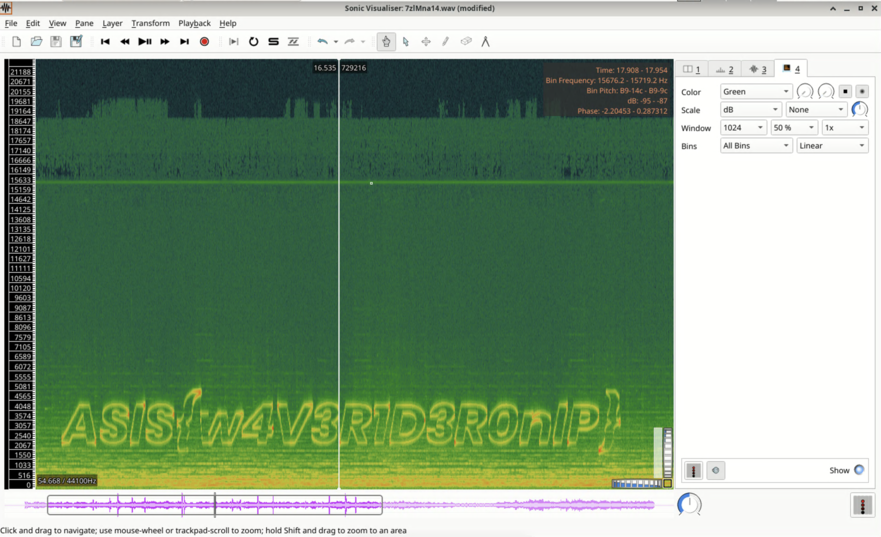 Sonic Visualiser: 7zlMna14.wav (modified)
File Edit View Pane Layer Transform Playback Help
16.535 729216
Time: 17.908 - 17.954
Bin Frequency: 15676.2 - 15719.2 Hz
Bin Pitch: B9-14c - B9-9c
dB: -95 - -87
Phase: -2.20453 - 0.287312
21188
20671
20155
19681
19164
18647
18174
17657
17140
16666
16149
15633
15159
14642
14125
13608
13135
12618
12101
11627
11111
10594
10120
9603
9087
8613
8096
7579
7105
6589
6072
5555
5081
4565
4048
3574
3057
2540
2067
1550
1033
516
0
ASIS{w4V3R1D3ROnlP}
54.668 / 44100Hz
1 2 3 4
Color Green
Scale dB None
Window 1024 50 % 1x
Bins All Bins Linear
Show
Click and drag to navigate; use mouse-wheel or trackpad-scroll to zoom; hold Shift and drag to zoom to an area